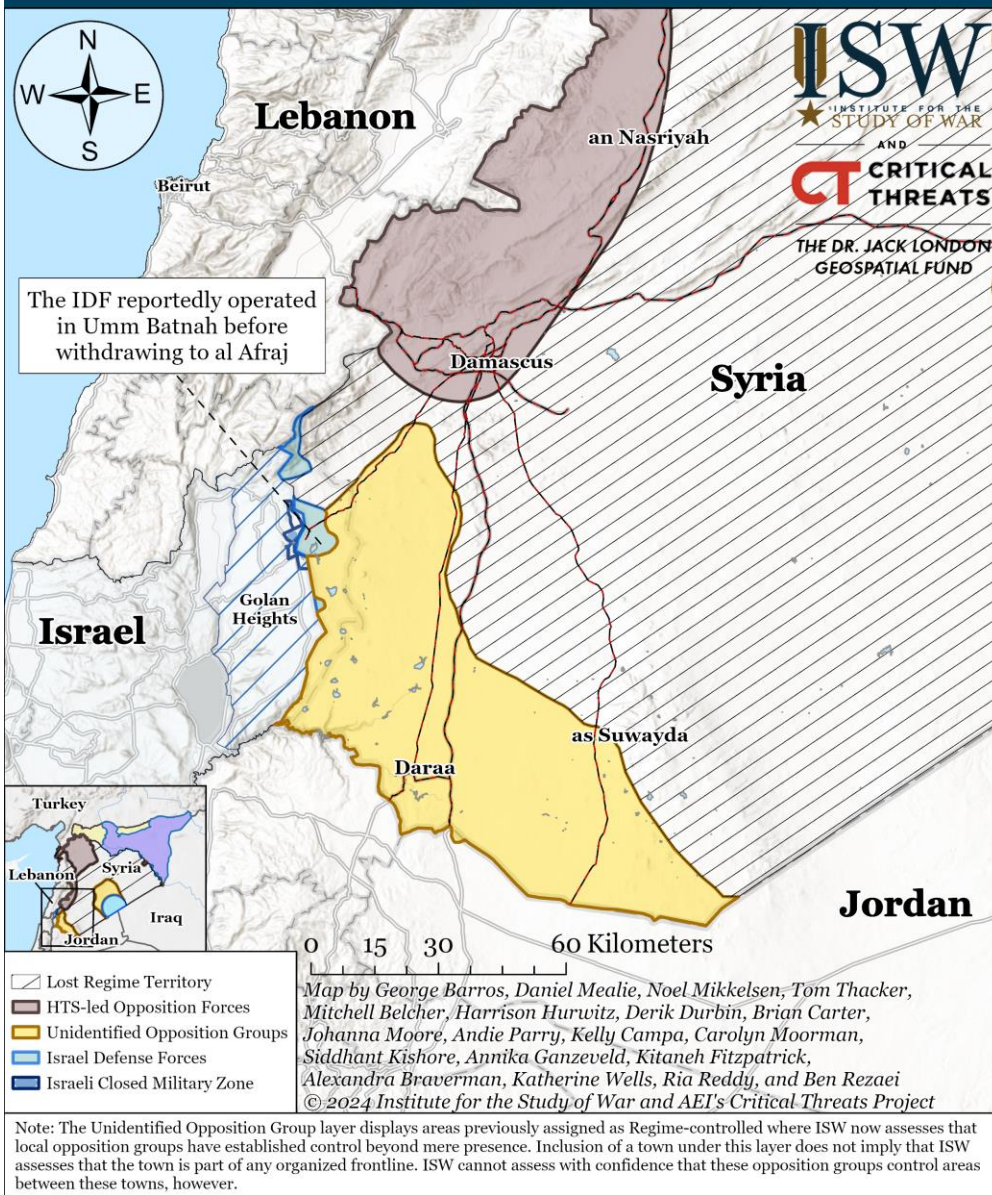 N
W
E
S
Lebanon
an Nasriyah
Beirut
ISW
INSTITUTE FOR THE
STUDY OF WAR
AND
CT CRITICAL
THREATS
THE DR. JACK LONDON
GEOSPATIAL FUND
The IDF reportedly operated
in Umm Batnah before
withdrawing to al Afraj
Damascus
Syria
Golan
Heights
Israel
as Suwayda
Daraa
Jordan
Turkey
Lebanon
Syria
Iraq
Jordan
0 15 30 60 Kilometers
Lost Regime Territory
HTS-led Opposition Forces
Unidentified Opposition Groups
Israel Defense Forces
Israeli Closed Military Zone
Map by George Barros, Daniel Mealie, Noel Mikkelsen, Tom Thacker,
Mitchell Belcher, Harrison Hurwitz, Derik Durbin, Brian Carter,
Johanna Moore, Andie Parry, Kelly Campa, Carolyn Moorman,
Siddhant Kishore, Annika Ganzeveld, Kitaneh Fitzpatrick,
Alexandra Braverman, Katherine Wells, Ria Reddy, and Ben Rezaei
© 2024 Institute for the Study of War and AEI's Critical Threats Project
Note: The Unidentified Opposition Group layer displays areas previously assigned as Regime-controlled where ISW now assesses that
local opposition groups have established control beyond mere presence. Inclusion of a town under this layer does not imply that ISW
assesses that the town is part of any organized frontline. ISW cannot assess with confidence that these opposition groups control areas
between these towns, however.